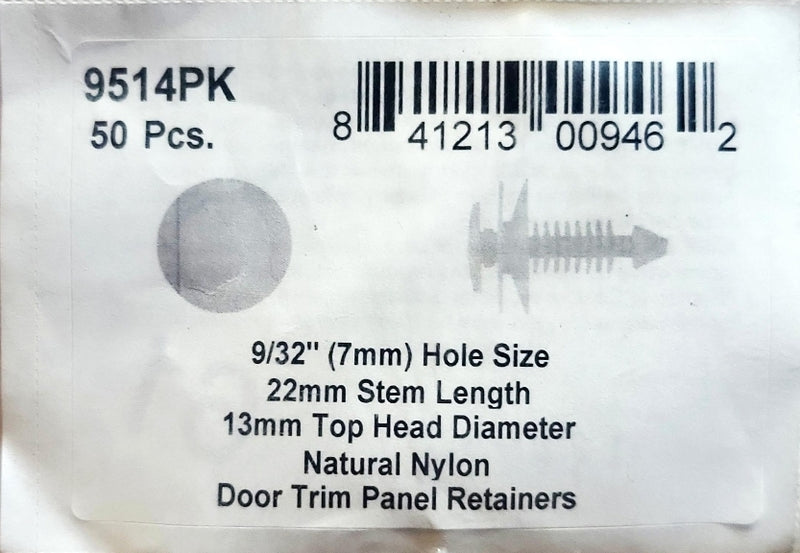 9514PK
50 Pcs.
8 41213 00946 2
9/32" (7mm) Hole Size
22mm Stem Length
13mm Top Head Diameter
Natural Nylon
Door Trim Panel Retainers